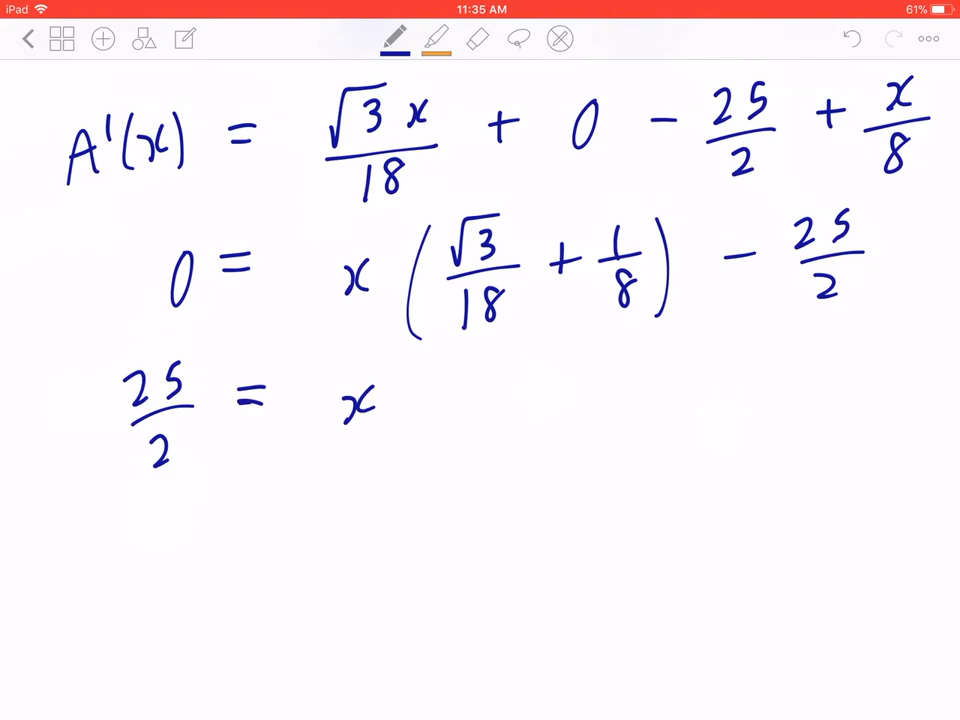 iPad 11:35 AM 61%
A'(x) = √3 x / 18 + 0 - 25/2 + x/8
0 = x (√3/18 + 1/8) - 25/2
25/2 = x